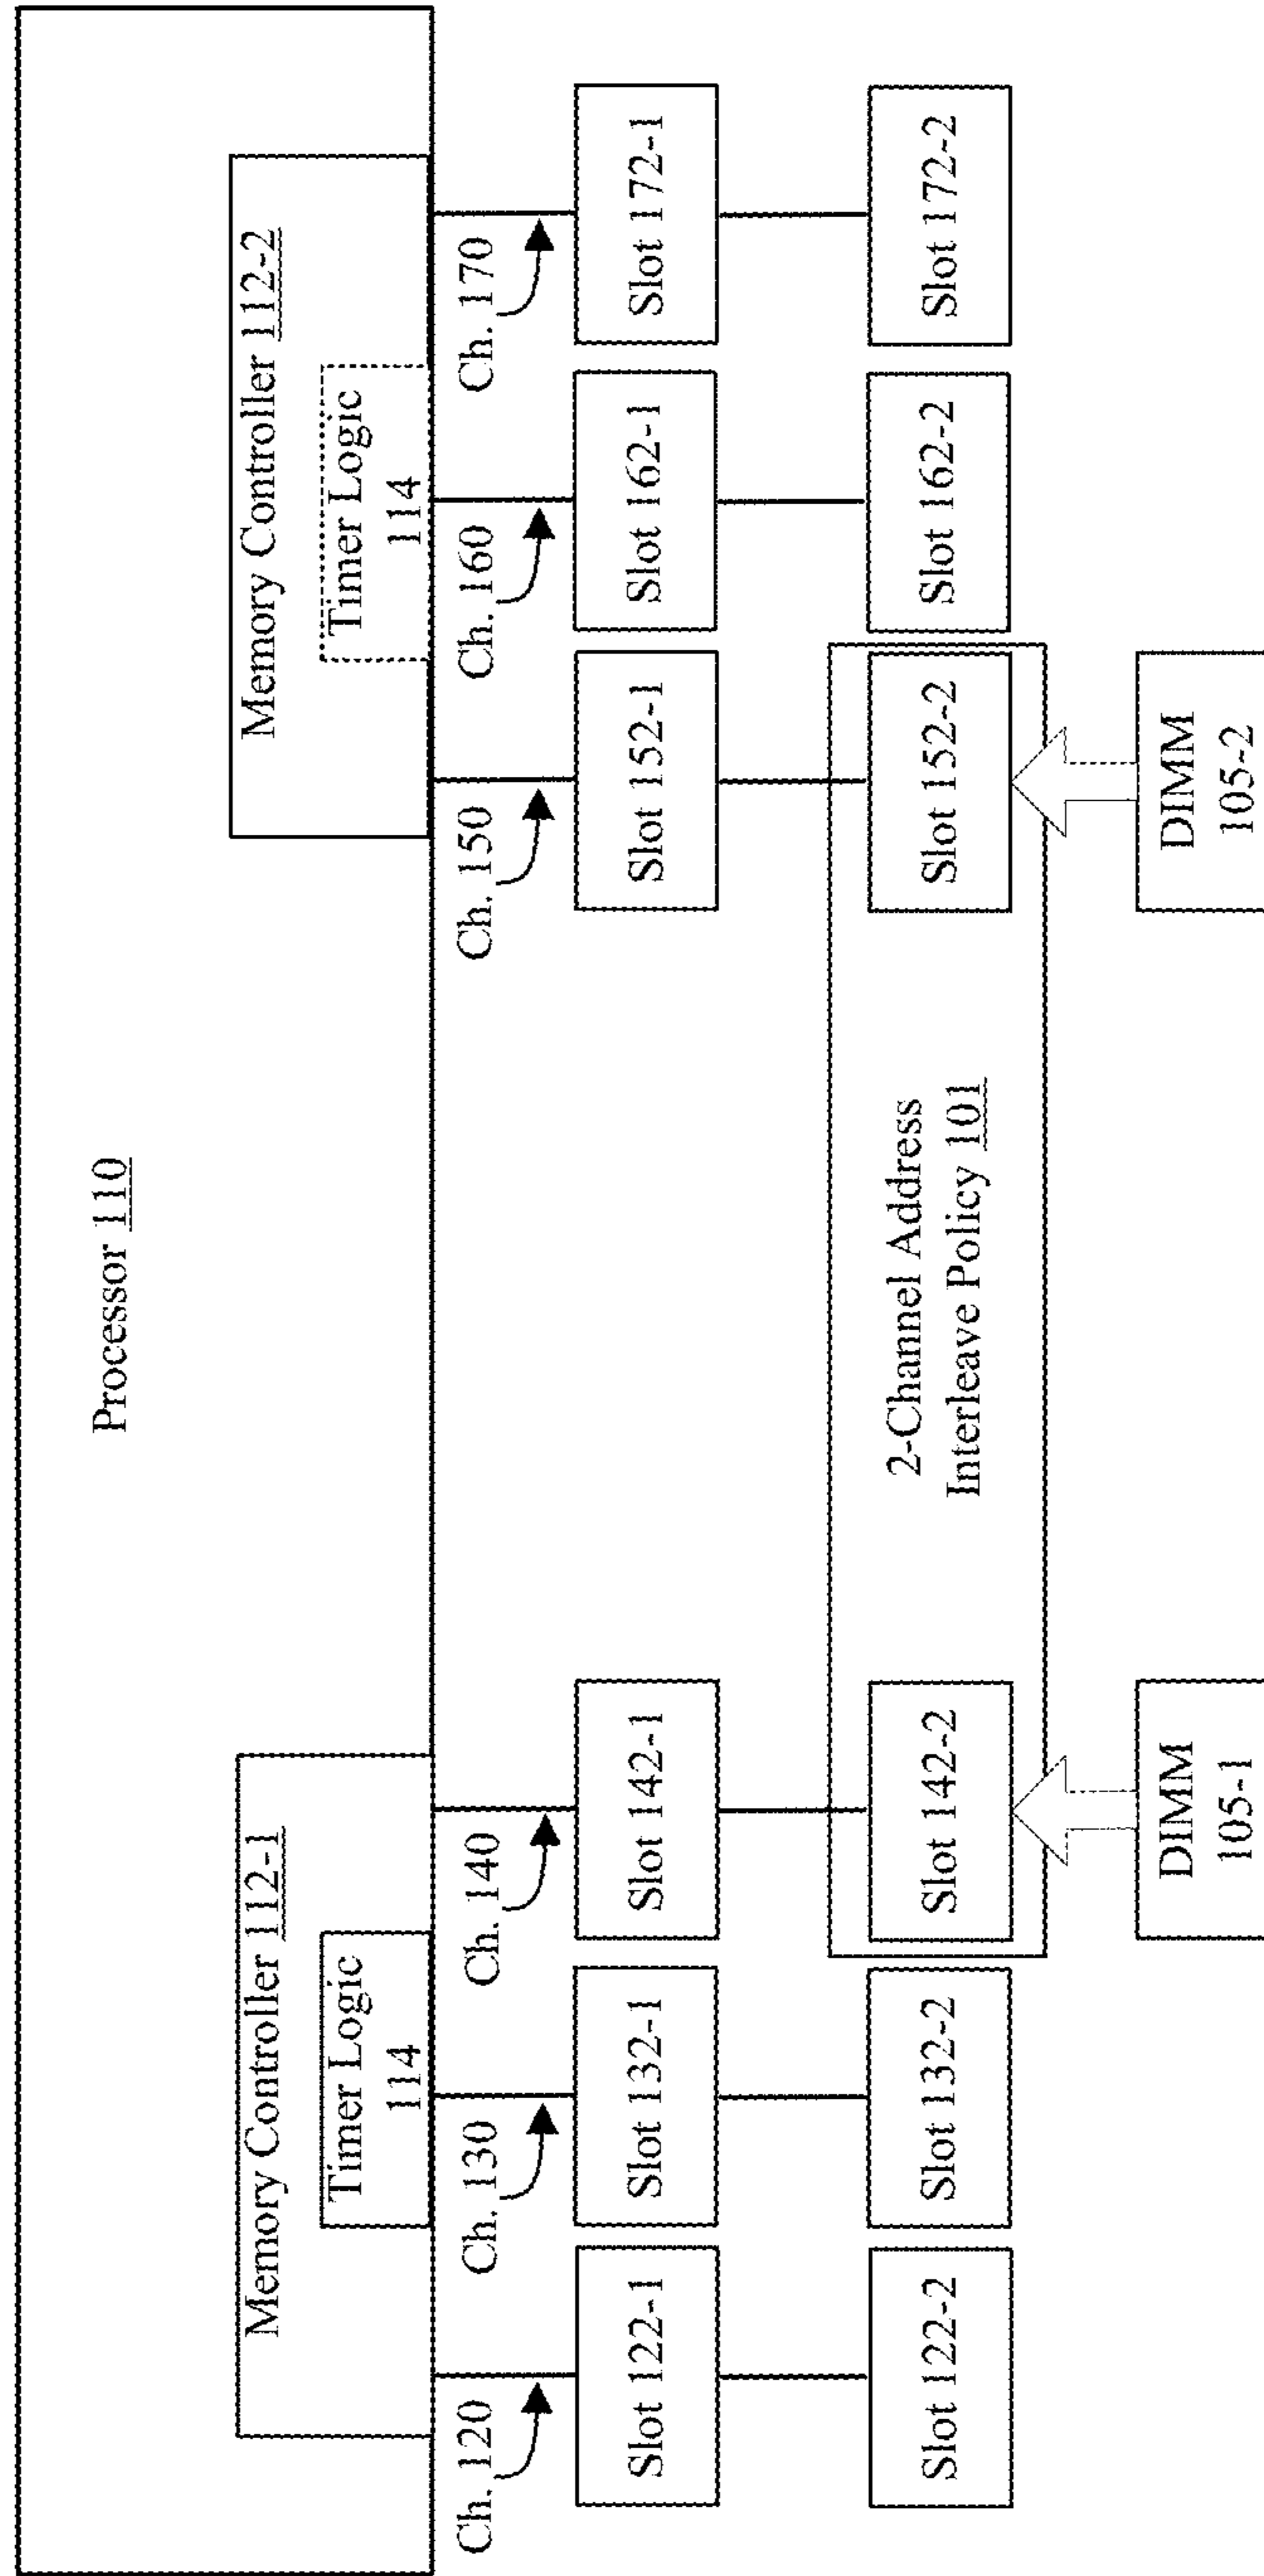 Processor 110
Memory Controller 112-1
Timer Logic
114
Memory Controller 112-2
Timer Logic
114
Ch. 120
Ch. 130
Ch. 140
Ch. 150
Ch. 160
Ch. 170
Slot 122-1
Slot 132-1
Slot 142-1
Slot 152-1
Slot 162-1
Slot 172-1
Slot 122-2
Slot 132-2
Slot 142-2
2-Channel Address
Interleave Policy 101
Slot 152-2
Slot 162-2
Slot 172-2
DIMM
105-1
DIMM
105-2